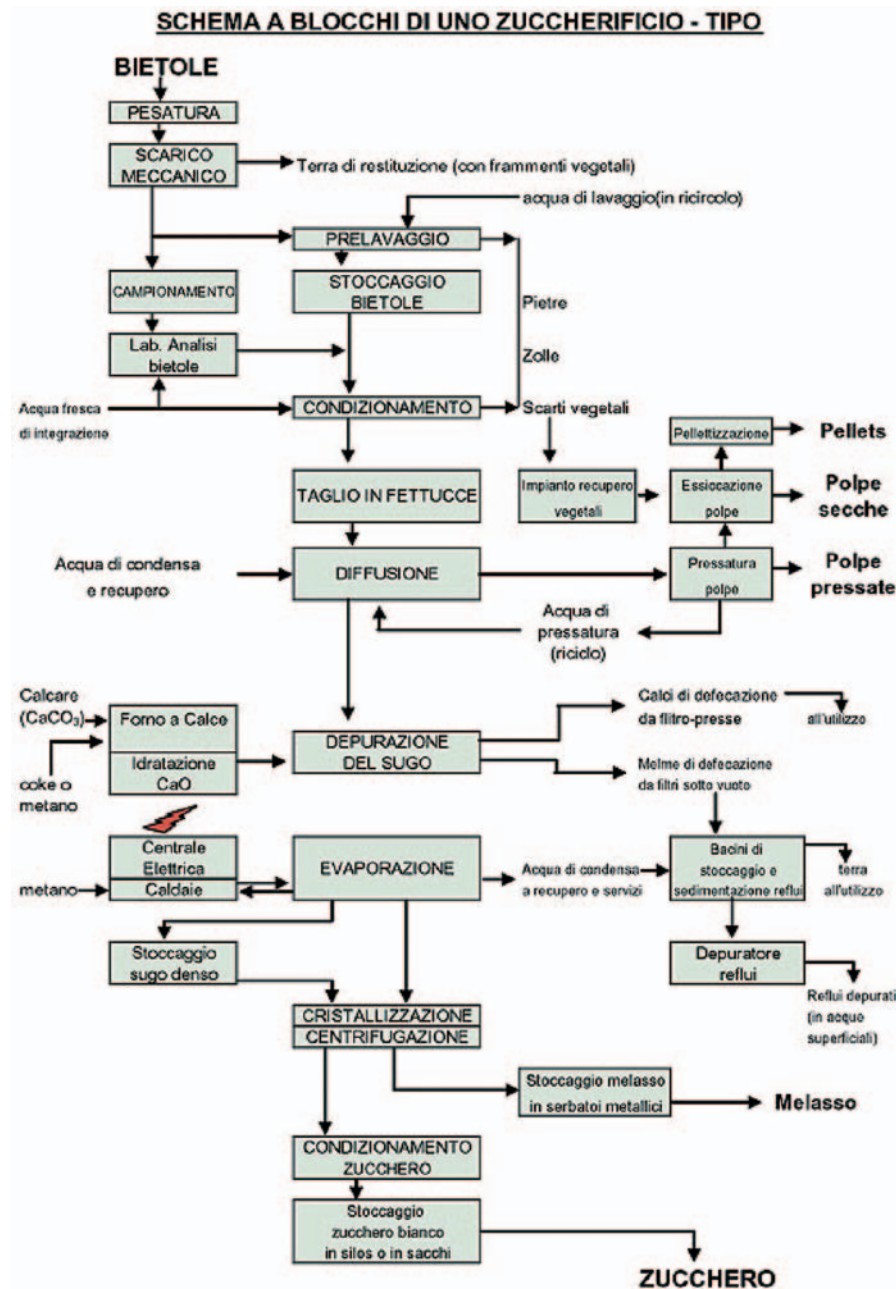 SCHEMA A BLOCCHI DI UNO ZUCCHERIFICIO - TIPO
BIETOLE
PESATURA
SCARICO
MECCANICO
Terra di restituzione (con frammenti vegetali)
acqua di lavaggio(in ricircolo)
PRELAVAGGIO
CAMPIONAMENTO
STOCCAGGIO
BIETOLE
Pietre
Lab. Analisi
bietole
Zolle
Acqua fresca
di integrazione
CONDIZIONAMENTO
Scarti vegetali
Pellettizzazione
Pellets
TAGLIO IN FETTUCCE
Impianto recupero
vegetali
Essiccazione
polpe
Polpe
secche
Acqua di condensa
e recupero
DIFFUSIONE
Pressatura
polpe
Polpe
pressate
Acqua di
pressatura
(riciclo)
Calcare
(CaCO₃)
Forno a Calce
Calci di defecazione
da filtro-presse
all'utilizzo
Idratazione
CaO
DEPURAZIONE
DEL SUGO
Melme di defecazione
da filtri sotto vuoto
coke o
metano
Centrale
Elettrica
Caldaie
metano
EVAPORAZIONE
Acqua di condensa
a recupero e servizi
Bacini di
stoccaggio e
sedimentazione reflui
terra
all'utilizzo
Stoccaggio
sugo denso
Depuratore
reflui
Reflui depurati
(in acque
superficiali)
CRISTALLIZZAZIONE
CENTRIFUGAZIONE
Stoccaggio melasso
in serbatoi metallici
Melasso
CONDIZIONAMENTO
ZUCCHERO
Stoccaggio
zucchero bianco
in silos o in sacchi
ZUCCHERO